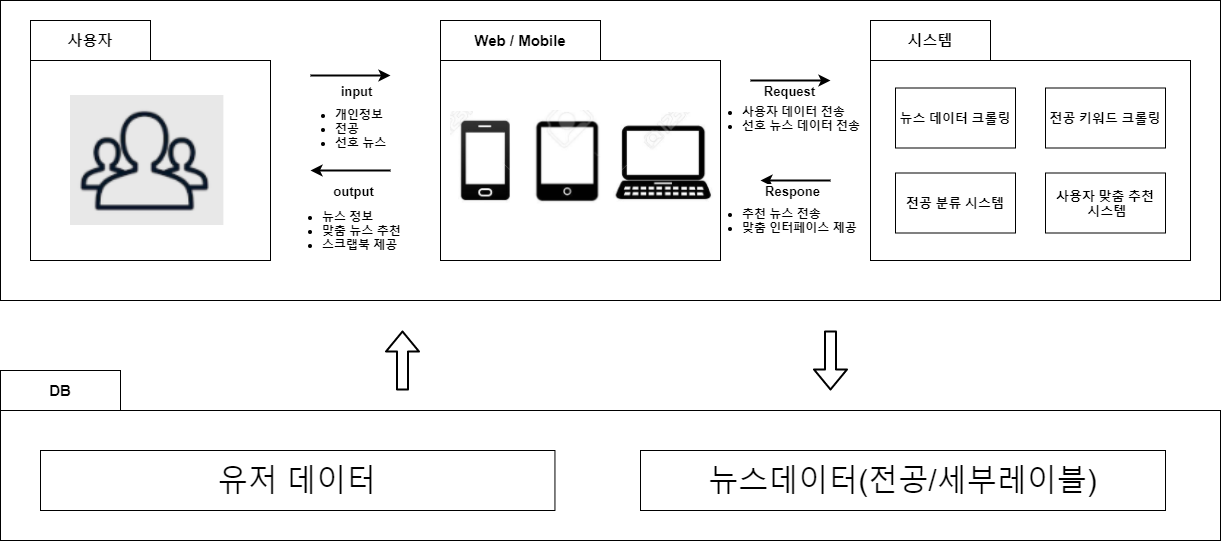 사용자
Web / Mobile
시스템
input
개인정보
전공
선호 뉴스
output
뉴스 정보
맞춤 뉴스 추천
스크랩북 제공
Request
사용자 데이터 전송
선호 뉴스 데이터 전송
Respone
추천 뉴스 전송
맞춤 인터페이스 제공
뉴스 데이터 크롤링
전공 키워드 크롤링
전공 분류 시스템
사용자 맞춤 추천
시스템
DB
유저 데이터
뉴스데이터(전공/세부레이블)